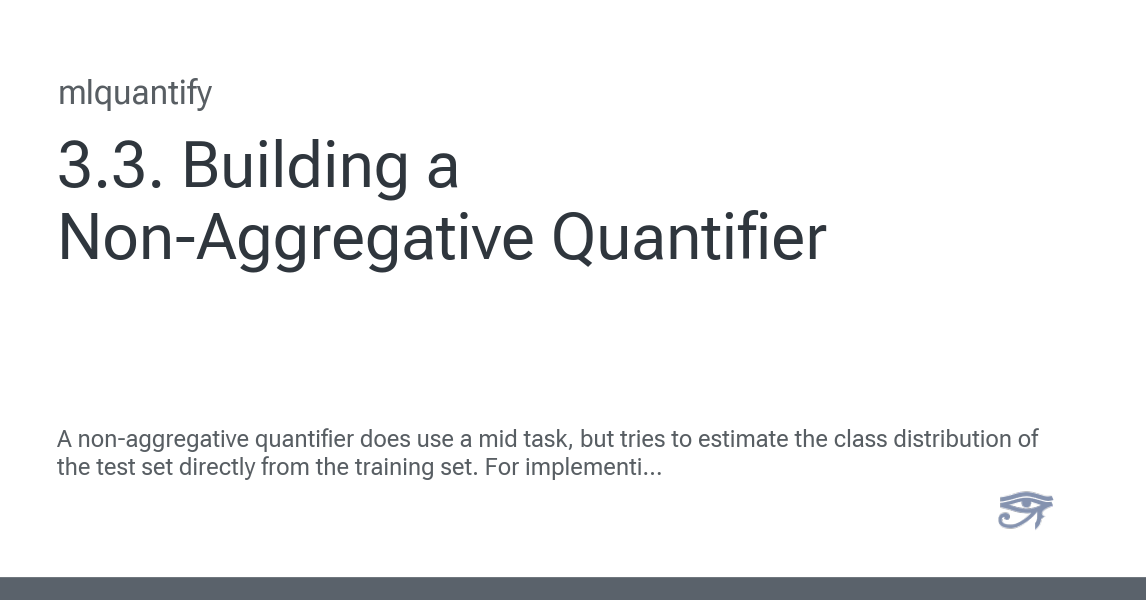 mlquantify
3.3. Building a
Non-Aggregative Quantifier
A non-aggregative quantifier does use a mid task, but tries to estimate the class distribution of
the test set directly from the training set. For implementi...